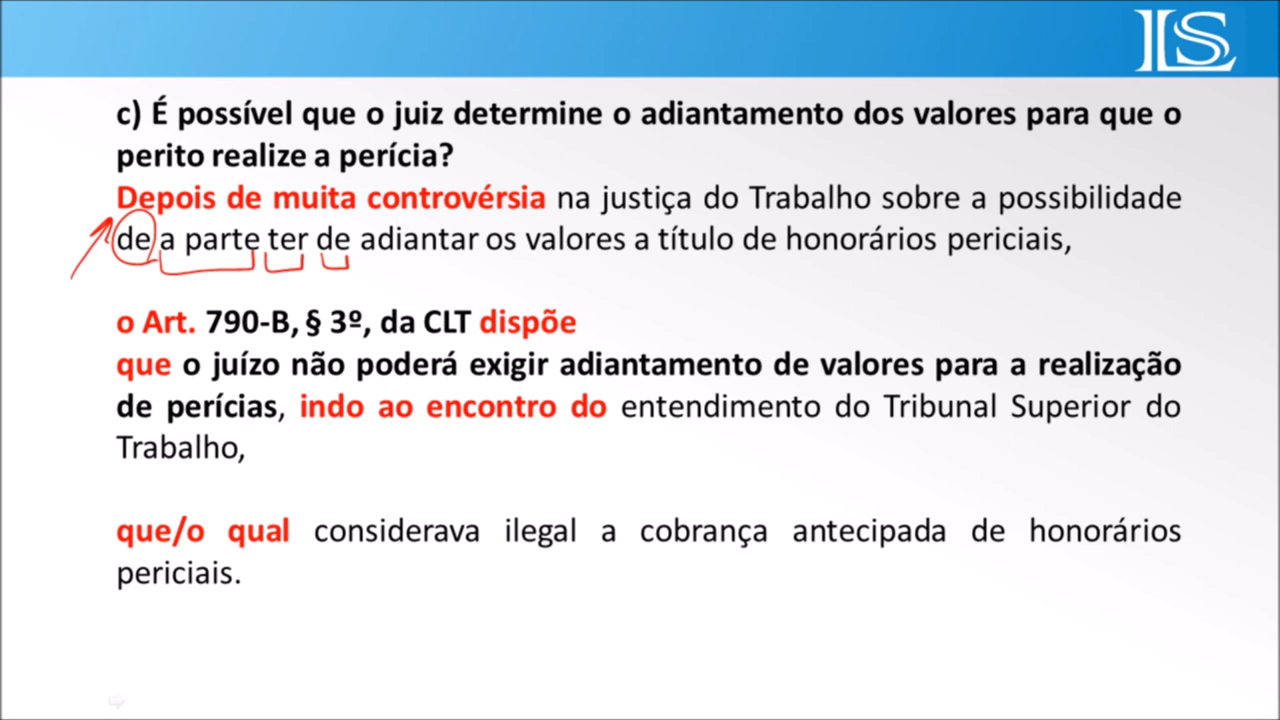 LS
c) É possível que o juiz determine o adiantamento dos valores para que o
perito realize a perícia?
Depois de muita controvérsia na justiça do Trabalho sobre a possibilidade
de a parte ter de adiantar os valores a título de honorários periciais,
o Art. 790-B, § 3º, da CLT dispõe
que o juízo não poderá exigir adiantamento de valores para a realização
de perícias, indo ao encontro do entendimento do Tribunal Superior do
Trabalho,
que/o qual considerava ilegal a cobrança antecipada de honorários
periciais.